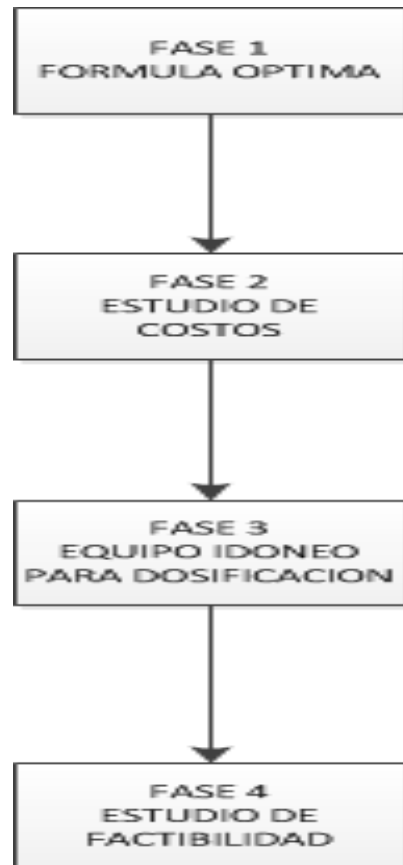 FASE 1
FORMULA OPTIMA
FASE 2
ESTUDIO DE
COSTOS
FASE 3
EQUIPO IDONEO
PARA DOSIFICACION
FASE 4
ESTUDIO DE
FACTIBILIDAD